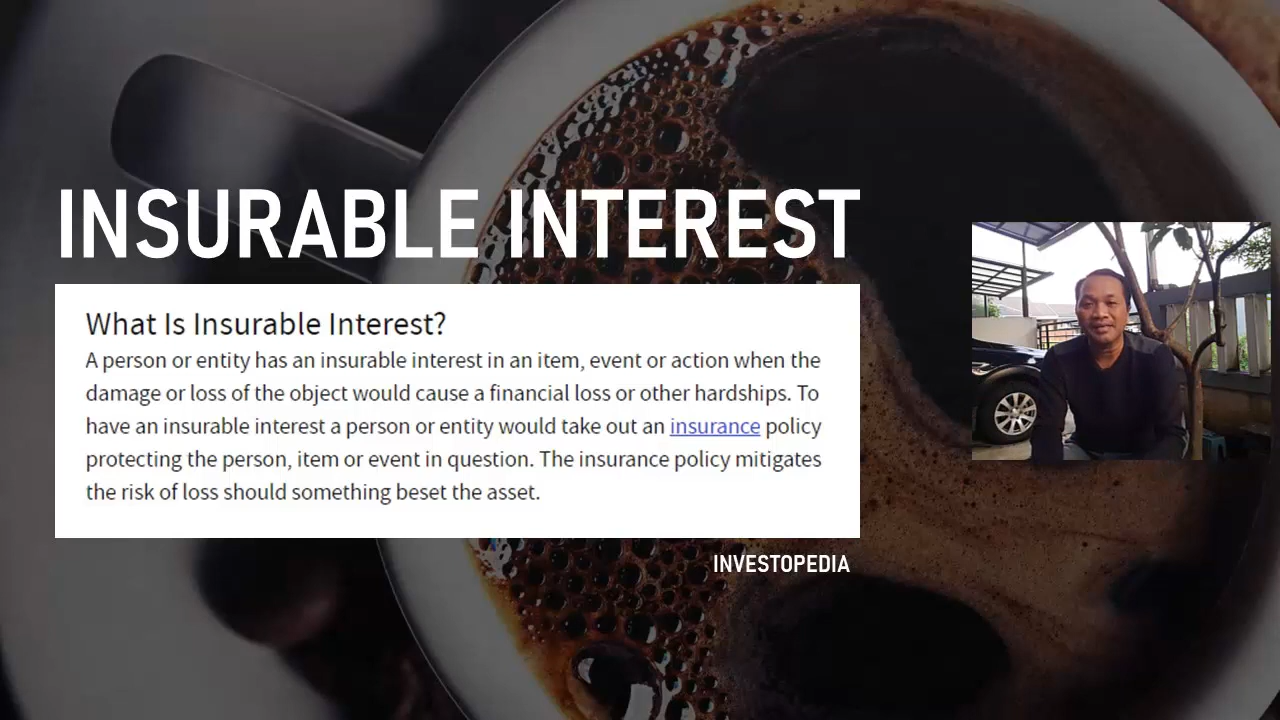 INSURABLE INTEREST
What Is Insurable Interest?
A person or entity has an insurable interest in an item, event or action when the
damage or loss of the object would cause a financial loss or other hardships. To
have an insurable interest a person or entity would take out an insurance policy
protecting the person, item or event in question. The insurance policy mitigates
the risk of loss should something beset the asset.
INVESTOPEDIA